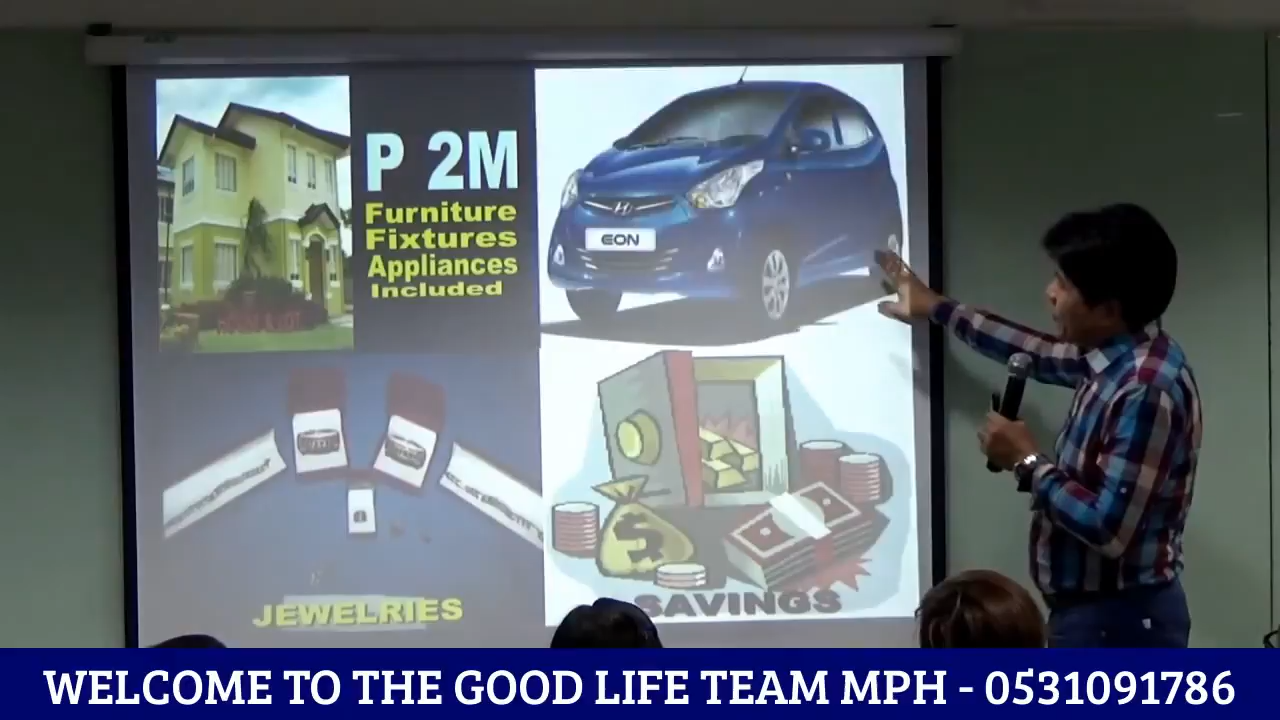 P 2M
Furniture
Fixtures
Appliances
Included
EON
JEWELRIES
SAVINGS
WELCOME TO THE GOOD LIFE TEAM MPH - 0531091786